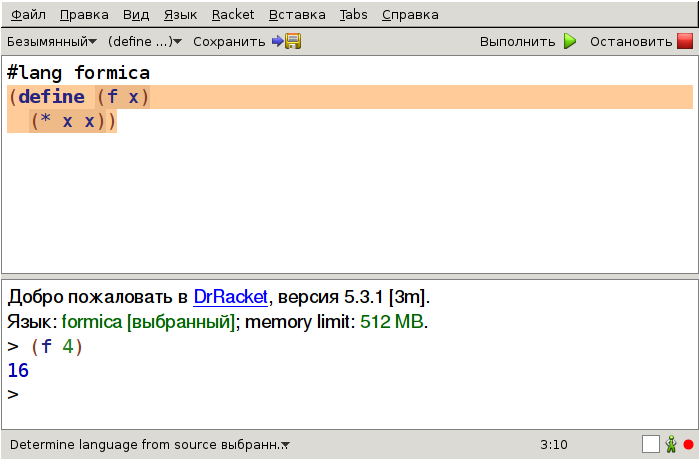 Файл Правка Вид Язык Racket Вставка Tabs Справка
Безымянный (define ...) Сохранить Выполнить Остановить
#lang formica
(define (f x)
  (* x x))
Добро пожаловать в DrRacket, версия 5.3.1 [3m].
Язык: formica [выбранный]; memory limit: 512 MB.
> (f 4)
16
>
Determine language from source выбранн... 3:10